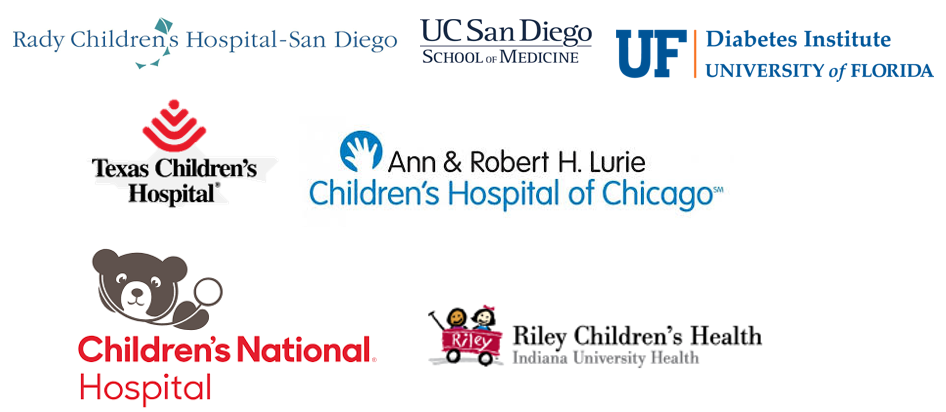 Rady Children's Hospital-San Diego
UC San Diego
SCHOOL OF MEDICINE
UF
Diabetes Institute
UNIVERSITY of FLORIDA
Texas Children's
Hospital®
Ann & Robert H. Lurie
Children's Hospital of Chicago℠
Children's National®
Hospital
Riley
Riley Children's Health
Indiana University Health